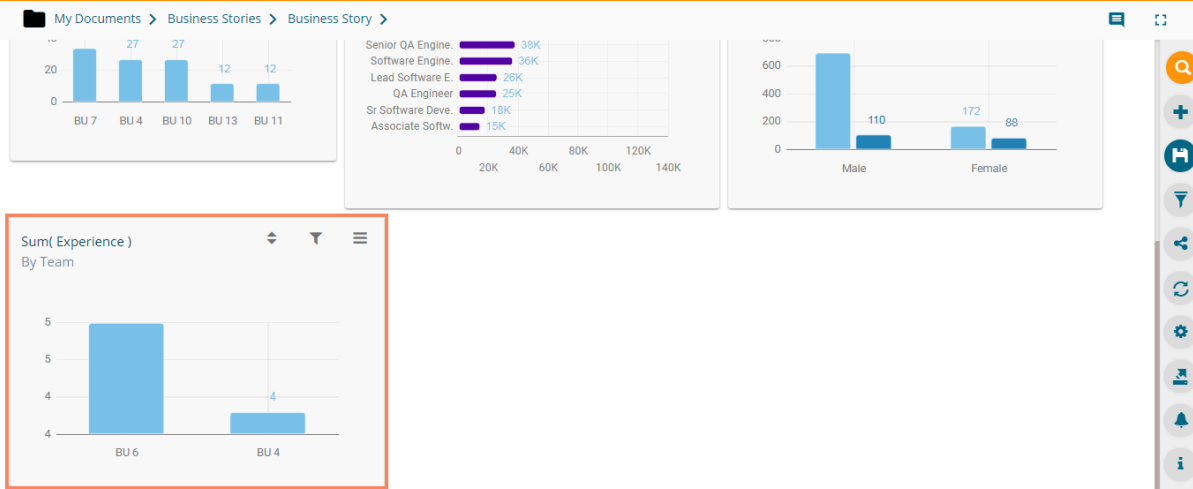 My Documents > Business Stories > Business Story >
27 27
20 12 12
0
BU 7 BU 4 BU 10 BU 13 BU 11
Senior QA Engine. 38K
Software Engine. 36K
Lead Software E. 26K
QA Engineer 25K
Sr Software Deve. 18K
Associate Softw. 15K
0 40K 80K 120K
20K 60K 100K 140K
600
400
200 110 172 88
0
Male Female
Sum( Experience )
By Team
5
5
4 4
4
BU 6 BU 4